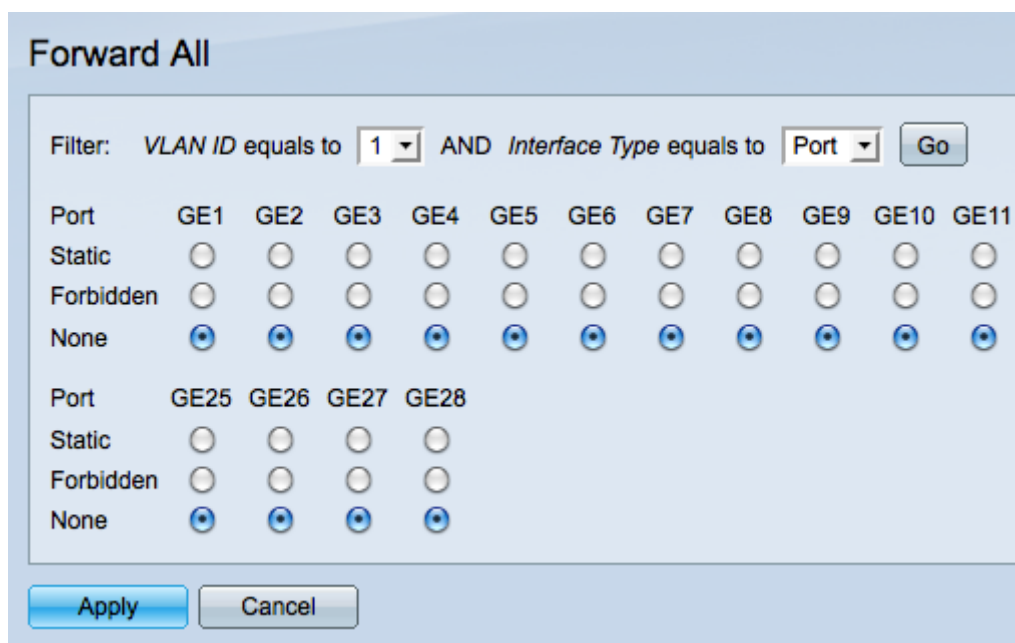 Forward All
Filter: VLAN ID equals to 1 AND Interface Type equals to Port Go
Port GE1 GE2 GE3 GE4 GE5 GE6 GE7 GE8 GE9 GE10 GE11
Static
Forbidden
None
Port GE25 GE26 GE27 GE28
Static
Forbidden
None
Apply Cancel